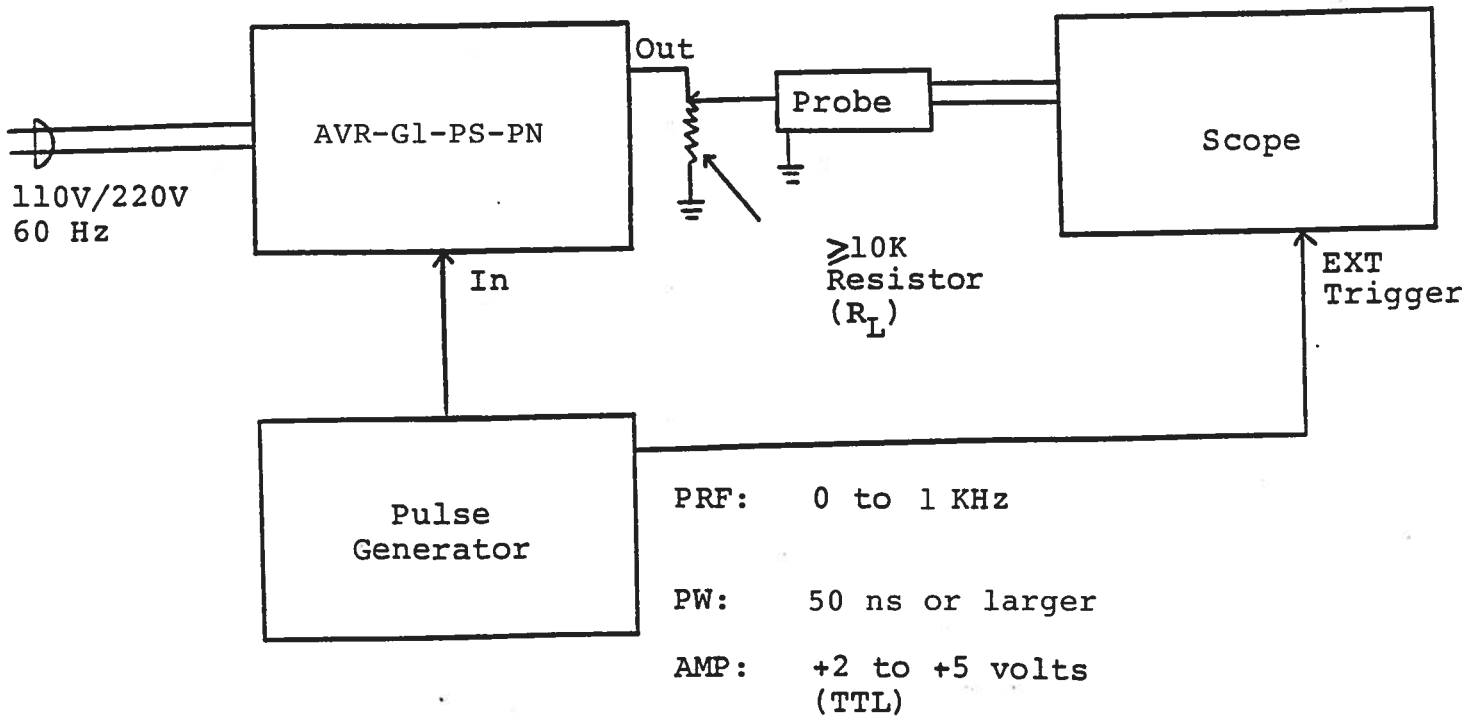 Out
Probe
AVR-G1-PS-PN
Scope
110V/220V
60 Hz
≥10K
Resistor
(RL)
In
EXT
Trigger
Pulse
Generator
PRF: 0 to 1 KHz
PW: 50 ns or larger
AMP: +2 to +5 volts
(TTL)